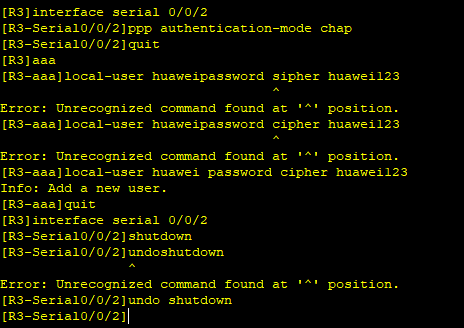 [R3]interface serial 0/0/2
[R3-Serial0/0/2]ppp authentication-mode chap
[R3-Serial0/0/2]quit
[R3]aaa
[R3-aaa]local-user huaweipassword sipher huawei123
^
Error: Unrecognized command found at '^' position.
[R3-aaa]local-user huaweipassword cipher huawei123
^
Error: Unrecognized command found at '^' position.
[R3-aaa]local-user huawei password cipher huawei123
Info: Add a new user.
[R3-aaa]quit
[R3]interface serial 0/0/2
[R3-Serial0/0/2]shutdown
[R3-Serial0/0/2]undoshutdown
^
Error: Unrecognized command found at '^' position.
[R3-Serial0/0/2]undo shutdown
[R3-Serial0/0/2]